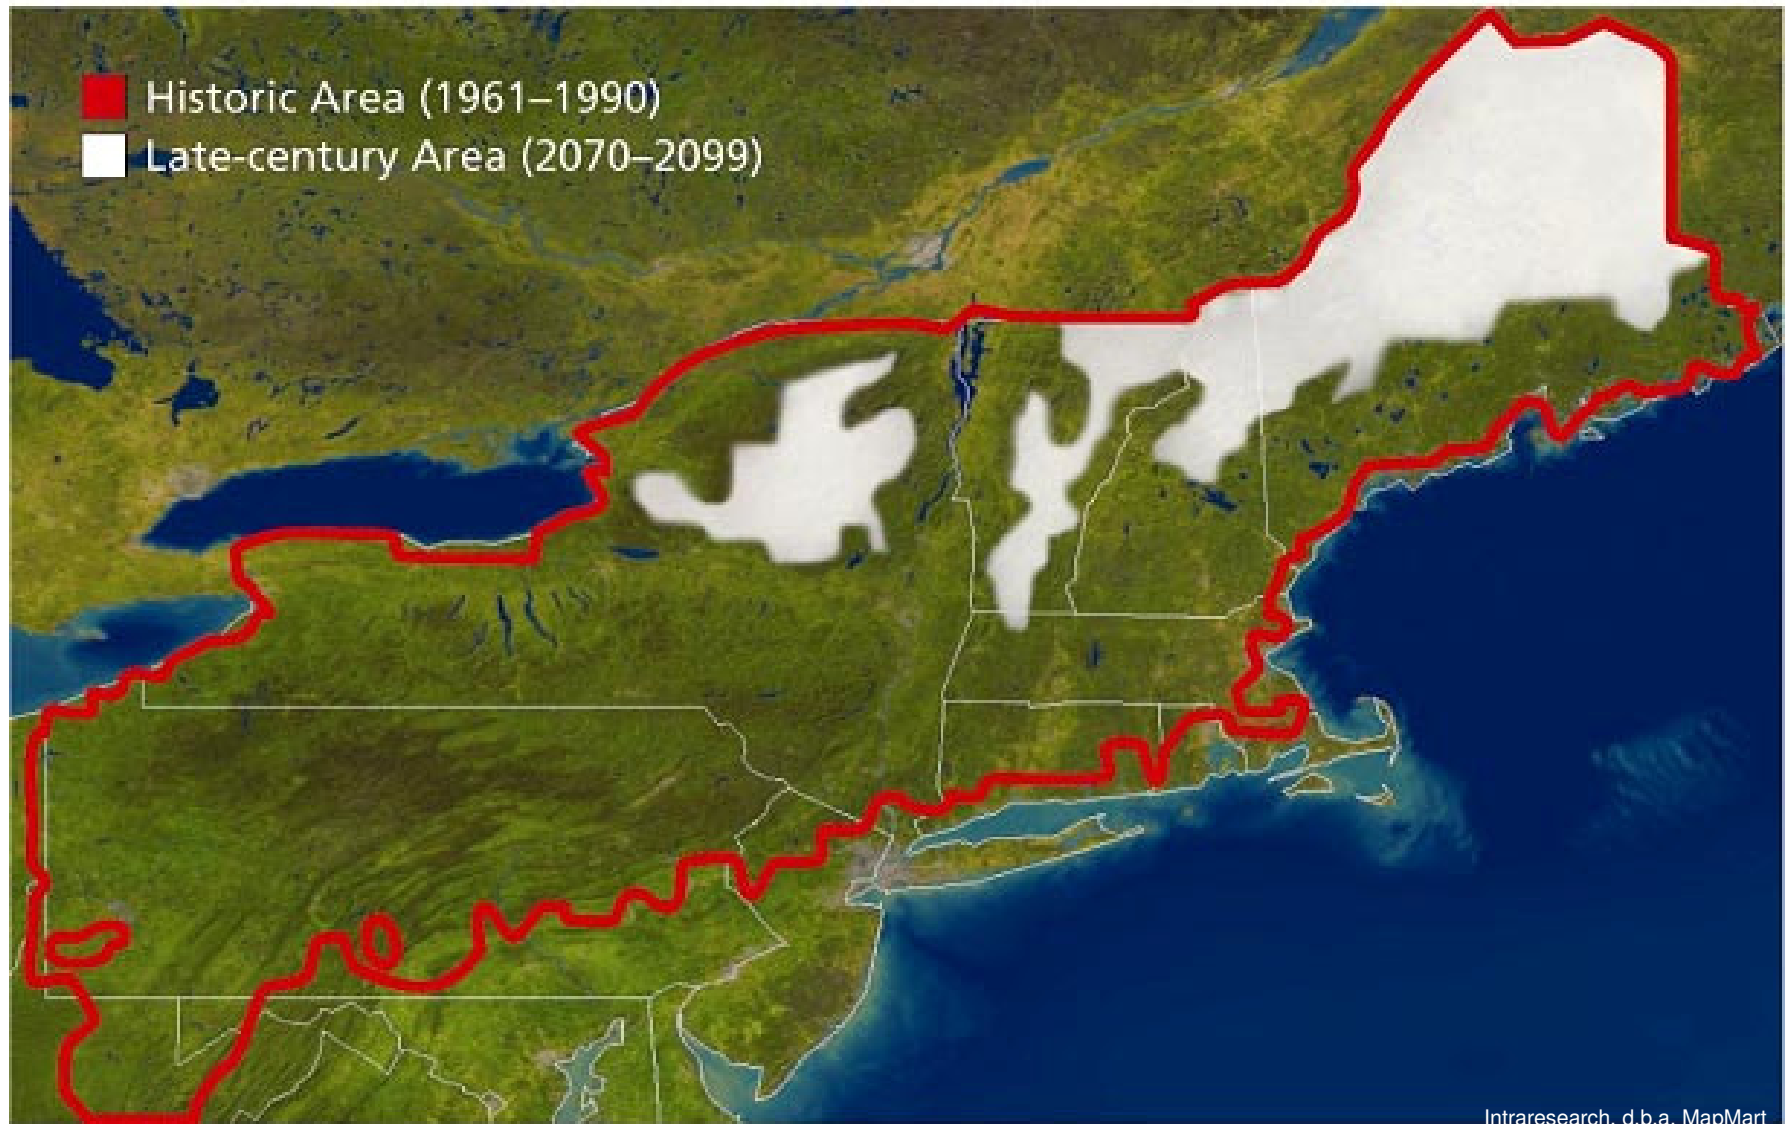 Historic Area (1961–1990)
Late-century Area (2070–2099)
Intraresearch, d.b.a. MapMart